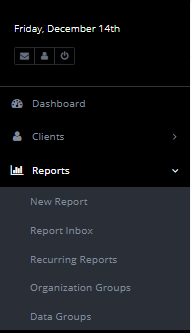 Friday, December 14th
Dashboard
Clients
Reports
New Report
Report Inbox
Recurring Reports
Organization Groups
Data Groups